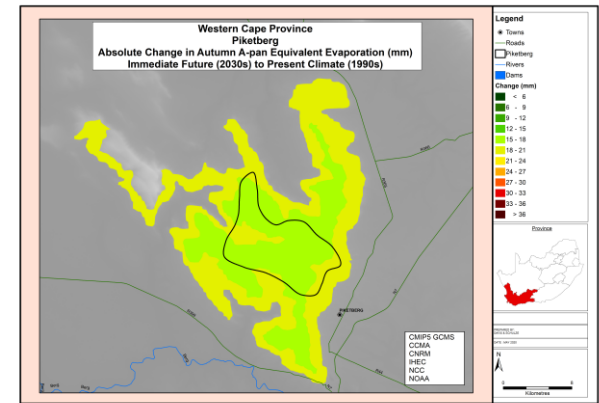 Western Cape Province
Piketberg
Absolute Change in Autumn A-pan Equivalent Evaporation (mm)
Immediate Future (2030s) to Present Climate (1990s)
PIKETBERG
CMIP5 GCMS
CCMA
CNRM
IHEC
NCC
NOAA
Legend
Towns
Roads
Piketberg
Rivers
Dams
Change (mm)
< 6
6 - 9
9 - 12
12 - 15
15 - 18
18 - 21
21 - 24
24 - 27
27 - 30
30 - 33
33 - 36
> 36
Province
N
Kilometres